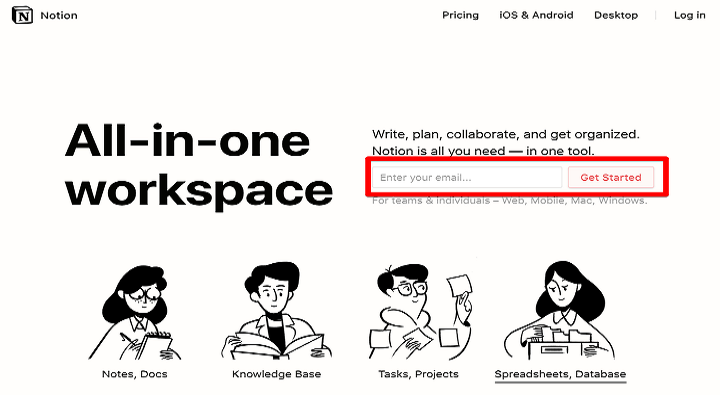 Notion
Pricing
iOS & Android
Desktop
Log in
All-in-one
workspace
Write, plan, collaborate, and get organized.
Notion is all you need — in one tool.
Enter your email...
Get Started
For teams & individuals – Web, Mobile, Mac, Windows.
Notes, Docs
Knowledge Base
Tasks, Projects
Spreadsheets, Database